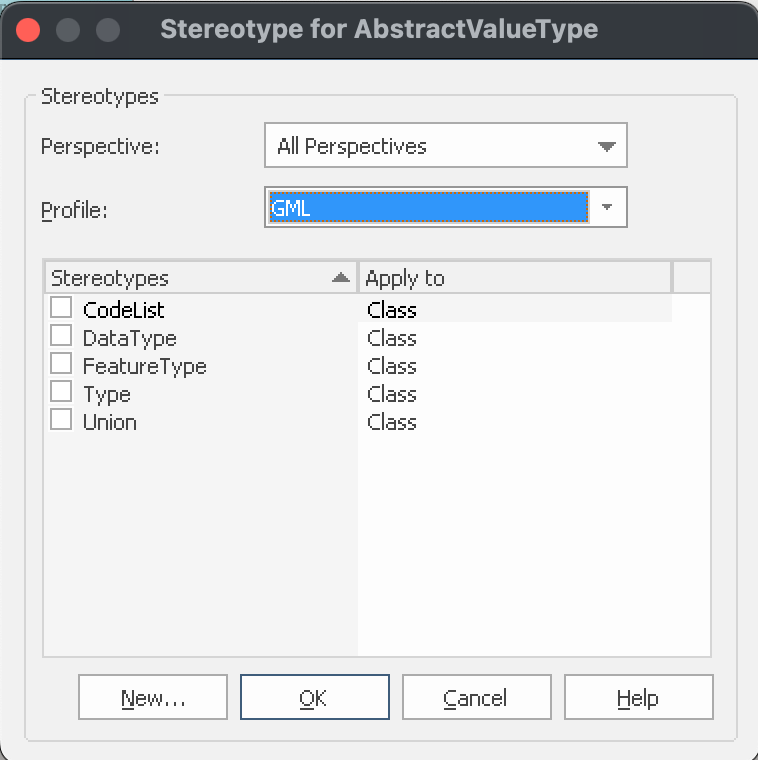 Stereotype for AbstractValueType
Stereotypes
Perspective: All Perspectives
Profile: GML
Stereotypes Apply to
CodeList Class
DataType Class
FeatureType Class
Type Class
Union Class
New... OK Cancel Help